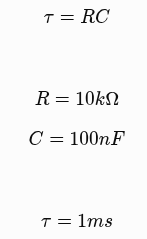 τ = RC
R = 10kΩ
C = 100nF
τ = 1ms